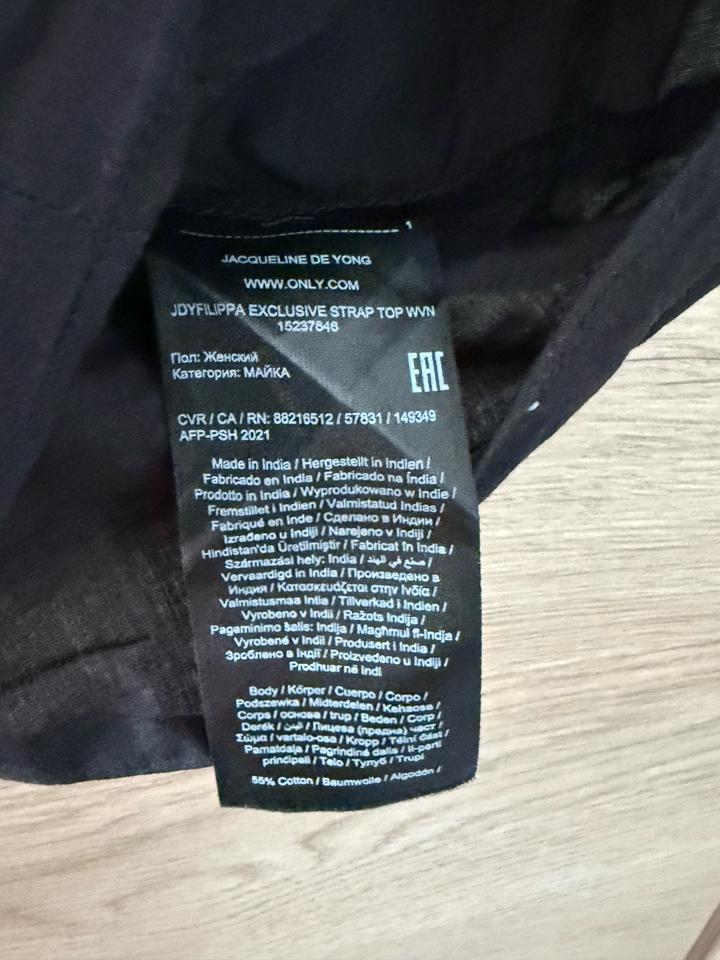 JACQUELINE DE YONG
WWW.ONLY.COM
JDYFILIPPA EXCLUSIVE STRAP TOP WVN
15237646
Пол: Женский
Категория: МАЙКА
EAC
CVR / CA / RN: 88216512 / 57831 / 149349
AFP-PSH 2021
Made in India / Hergestellt in Indien /
Fabricado en India / Fabricado na Índia /
Prodotto in India / Wyprodukowano w Indie /
Fremstillet i Indien / Valmistatud Indias /
Fabriqué en Inde / Сделано в Индии /
Izrađeno u Indiji / Narejeno v Indiji /
Hindistan'da Üretilmiştir / Fabricat în India /
Származási hely: India / صنع في الهند /
Vervaardigd in India / Произведено в
Индия / Κατασκευάζεται στην Ινδία /
Valmistusmaa Intia / Tillverkad i Indien /
Vyrobeno v Indii / Ražots Indija /
Pagaminimo šalis: Indija / Magħmul fl-Indja /
Vyrobené v Indii / Produsert i India /
Зроблено в Індії / Proizvedeno u Indiji /
Prodhuar në Indi
Body / Körper / Cuerpo / Corpo /
Podszewka / Midterdelen / Kehaosa /
Corps / основа / trup / Beden / Corp /
Derék / البدن / Лицева (предна) част /
Σώμα / vartalo-osa / Kropp / Tělní část /
Pamatdaļa / Pagrindinė dalis / Il-parti
prinċipali / Telo / Тулуб / Trupi
55% Cotton / Baumwolle / Algodón /